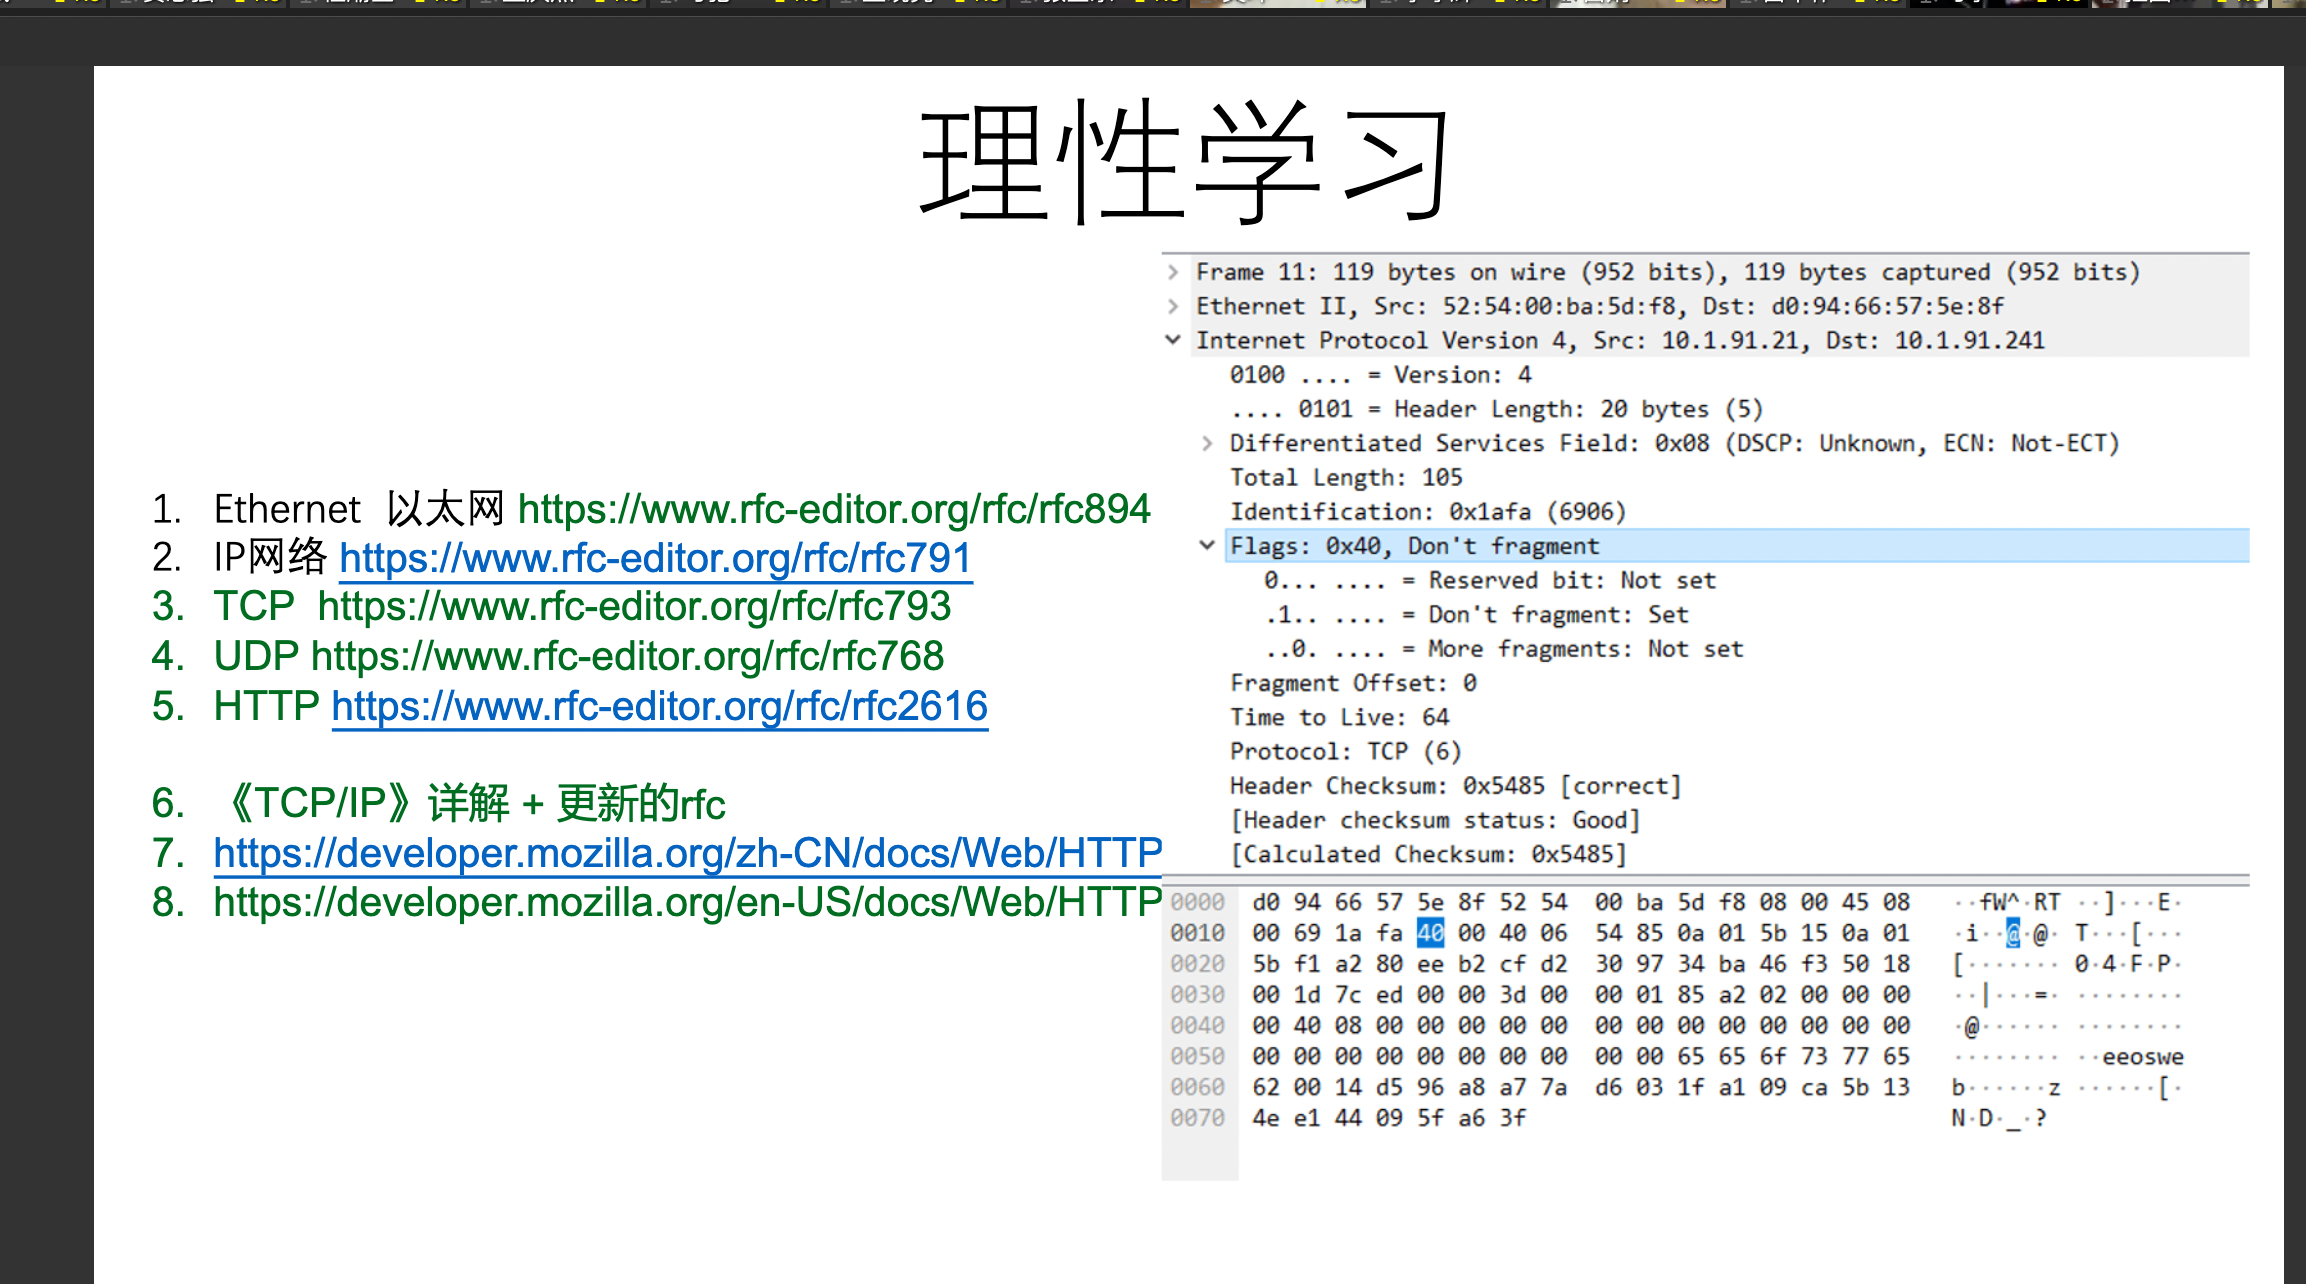 理性学习
1. Ethernet 以太网 https://www.rfc-editor.org/rfc/rfc894
2. IP网络 https://www.rfc-editor.org/rfc/rfc791
3. TCP https://www.rfc-editor.org/rfc/rfc793
4. UDP https://www.rfc-editor.org/rfc/rfc768
5. HTTP https://www.rfc-editor.org/rfc/rfc2616
6. 《TCP/IP》详解 + 更新的rfc
7. https://developer.mozilla.org/zh-CN/docs/Web/HTTP
8. https://developer.mozilla.org/en-US/docs/Web/HTTP
Frame 11: 119 bytes on wire (952 bits), 119 bytes captured (952 bits)
Ethernet II, Src: 52:54:00:ba:5d:f8, Dst: d0:94:66:57:5e:8f
Internet Protocol Version 4, Src: 10.1.91.21, Dst: 10.1.91.241
0100 .... = Version: 4
.... 0101 = Header Length: 20 bytes (5)
Differentiated Services Field: 0x08 (DSCP: Unknown, ECN: Not-ECT)
Total Length: 105
Identification: 0x1afa (6906)
Flags: 0x40, Don't fragment
0... .... = Reserved bit: Not set
.1.. .... = Don't fragment: Set
..0. .... = More fragments: Not set
Fragment Offset: 0
Time to Live: 64
Protocol: TCP (6)
Header Checksum: 0x5485 [correct]
[Header checksum status: Good]
[Calculated Checksum: 0x5485]
0000 d0 94 66 57 5e 8f 52 54 00 ba 5d f8 08 00 45 08 ··fW^·RT ··]···E·
0010 00 69 1a fa 40 00 40 06 54 85 0a 01 5b 15 0a 01 ·i··@·@· T···[···
0020 5b f1 a2 80 ee b2 cf d2 30 97 34 ba 46 f3 50 18 [······· 0·4·F·P·
0030 00 1d 7c ed 00 00 3d 00 00 01 85 a2 02 00 00 00 ··|···=· ········
0040 00 40 08 00 00 00 00 00 00 00 00 00 00 00 00 00 ·@······ ········
0050 00 00 00 00 00 00 00 00 00 00 65 65 6f 73 77 65 ········ ··eeoswe
0060 62 00 14 d5 96 a8 a7 7a d6 03 1f a1 09 ca 5b 13 b······z ······[·
0070 4e e1 44 09 5f a6 3f N·D·_·?